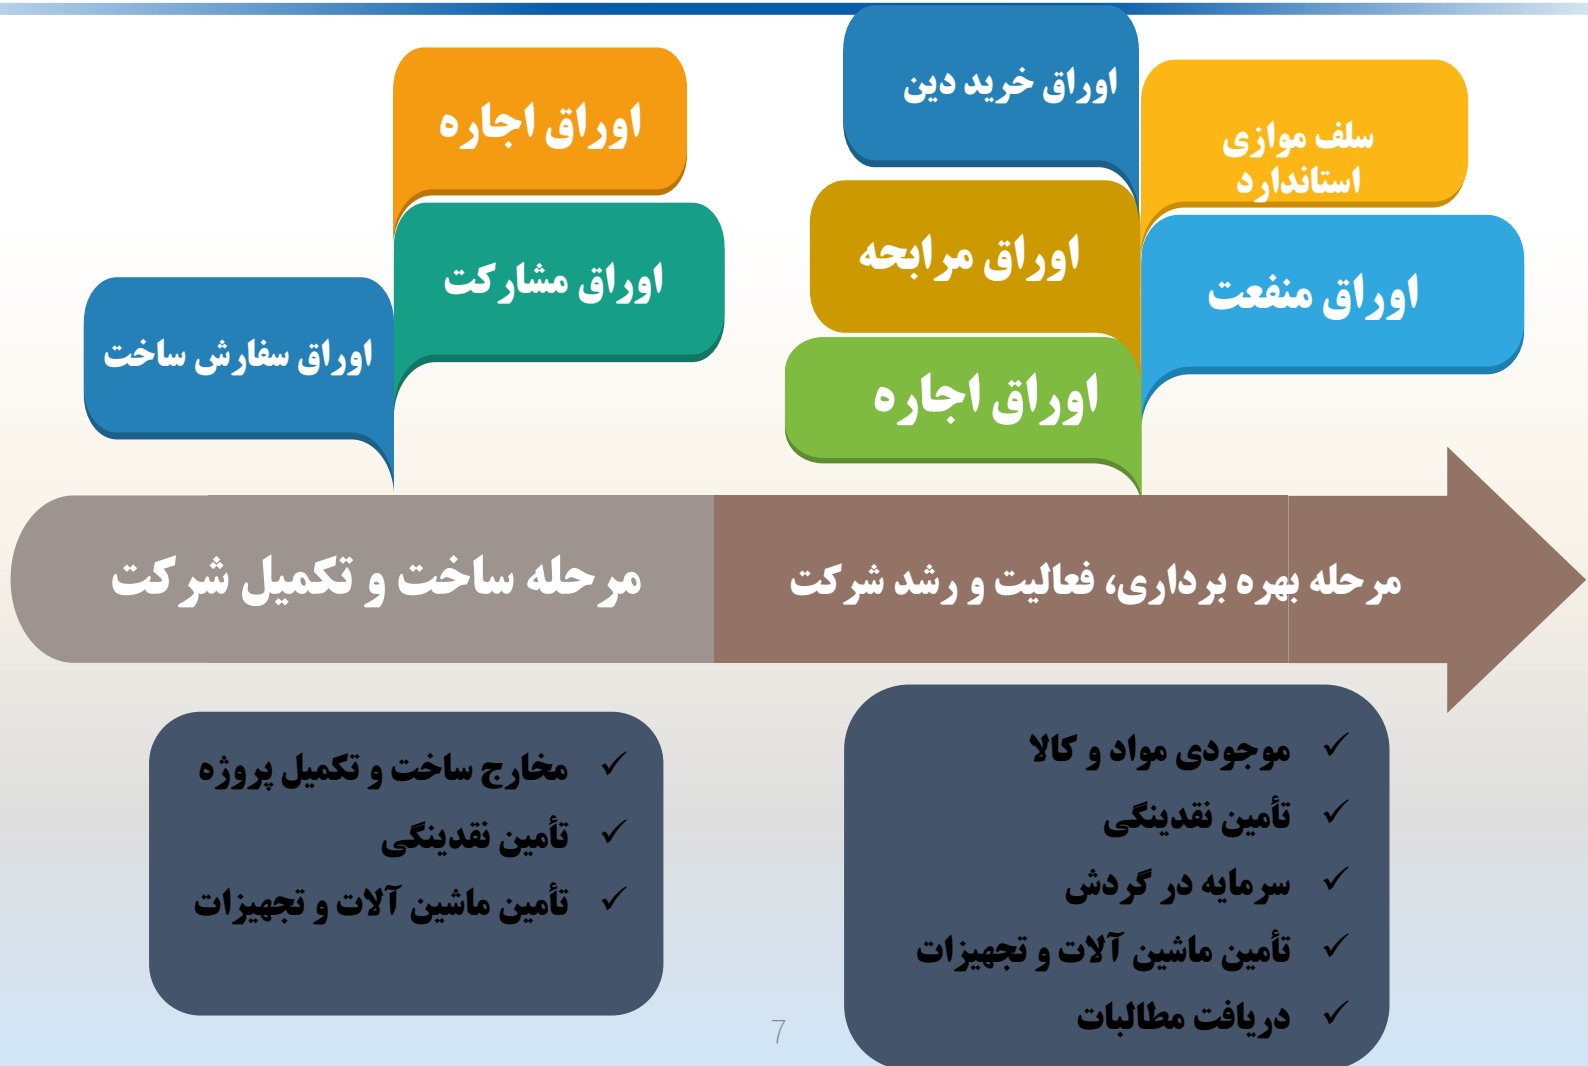 اوراق اجاره
اوراق مشارکت
اوراق سفارش ساخت
اوراق خرید دین
سلف موازی
استاندارد
اوراق مرابحه
اوراق منفعت
اوراق اجاره
مرحله ساخت و تکمیل شرکت
مرحله بهره برداری، فعالیت و رشد شرکت
✓ مخارج ساخت و تکمیل پروژه
✓ تأمین نقدینگی
✓ تأمین ماشین آلات و تجهیزات
✓ موجودی مواد و کالا
✓ تأمین نقدینگی
✓ سرمایه در گردش
✓ تأمین ماشین آلات و تجهیزات
✓ دریافت مطالبات
7